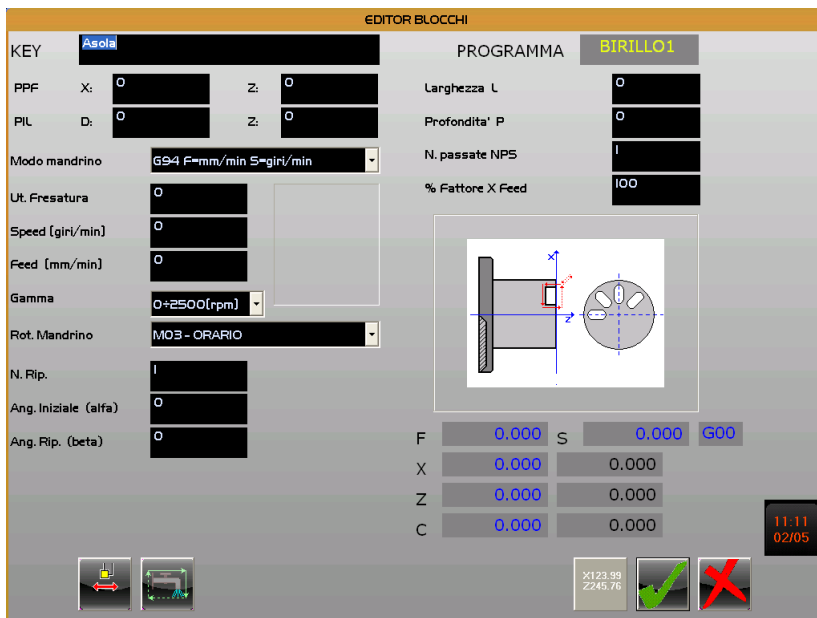 EDITOR BLOCCHI
KEY Asola PROGRAMMA BIRILLO1
PPF X: 0 Z: 0 Larghezza L 0
PIL D: 0 Z: 0 Profondita' P 0
Modo mandrino G94 F=mm/min S=giri/min N. passate NPS 1
Ut. Fresatura 0 % Fattore X Feed 100
Speed (giri/min) 0
Feed (mm/min) 0
Gamma 0÷2500(rpm)
Rot. Mandrino M03 - ORARIO
N. Rip. 1
Ang. Iniziale (alfa) 0
Ang. Rip. (beta) 0
X
Z
F 0.000 S 0.000 G00
X 0.000 0.000
Z 0.000 0.000
C 0.000 0.000
11:11
02/05
X123.99
Z245.76